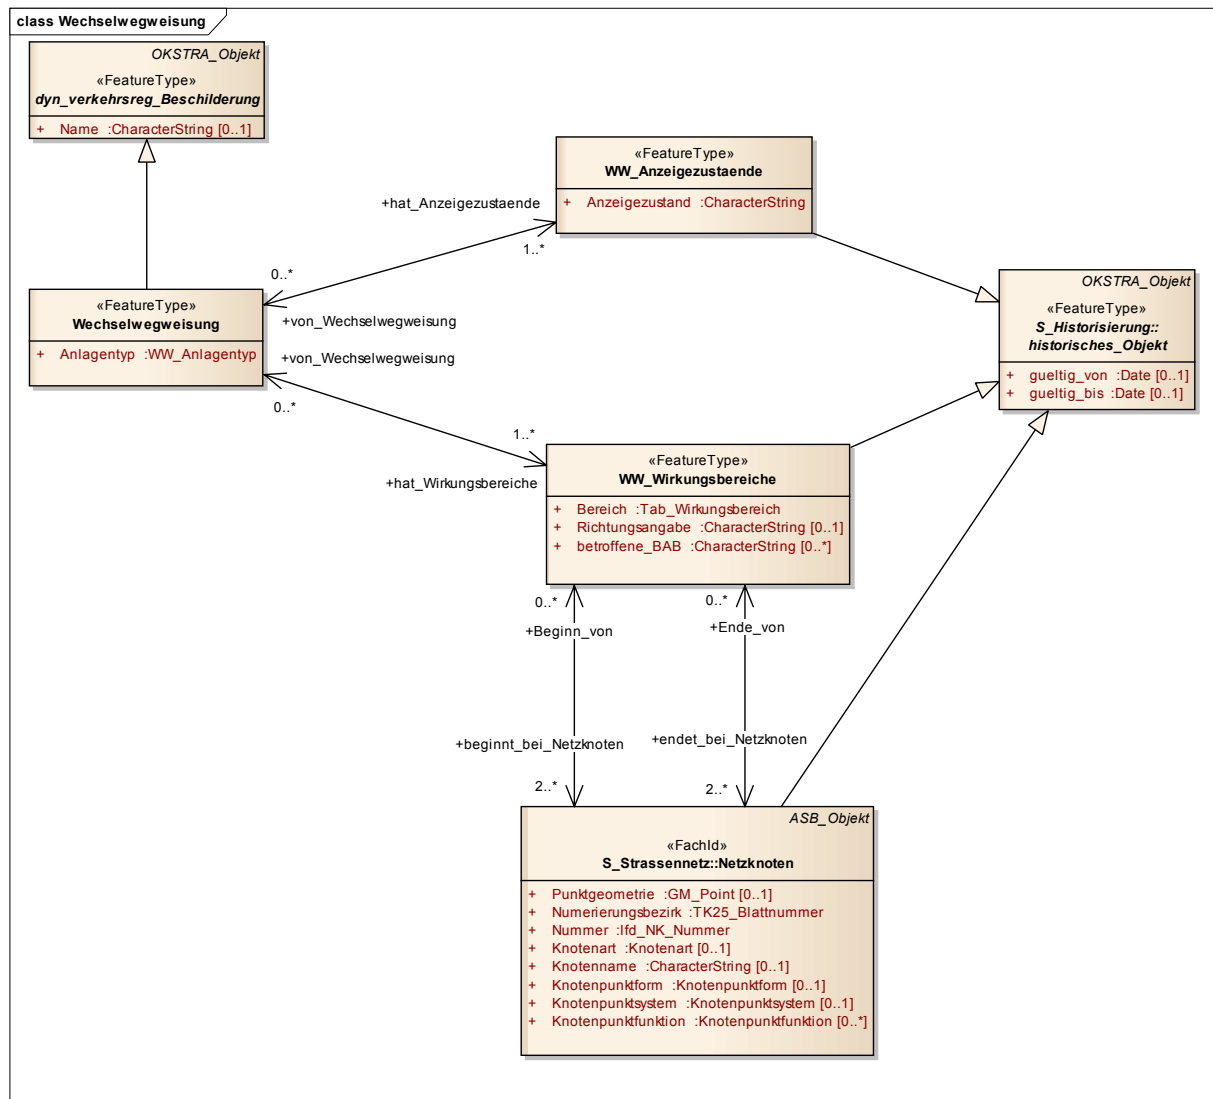 class Wechselwegweisung
OKSTRA_Objekt
«FeatureType»
dyn_verkehrsreg_Beschilderung
+ Name :CharacterString [0..1]
«FeatureType»
WW_Anzeigezustaende
+ Anzeigezustand :CharacterString
+hat_Anzeigezustaende
1..*
0..*
+von_Wechselwegweisung
«FeatureType»
Wechselwegweisung
+ Anlagentyp :WW_Anlagentyp
+von_Wechselwegweisung
0..*
1..*
+hat_Wirkungsbereiche
OKSTRA_Objekt
«FeatureType»
S_Historisierung::
historisches_Objekt
+ gueltig_von :Date [0..1]
+ gueltig_bis :Date [0..1]
«FeatureType»
WW_Wirkungsbereiche
+ Bereich :Tab_Wirkungsbereich
+ Richtungsangabe :CharacterString [0..1]
+ betroffene_BAB :CharacterString [0..*]
0..*
+Beginn_von
0..*
+Ende_von
+beginnt_bei_Netzknoten
2..*
+endet_bei_Netzknoten
2..*
ASB_Objekt
«FachId»
S_Strassennetz::Netzknoten
+ Punktgeometrie :GM_Point [0..1]
+ Numerierungsbezirk :TK25_Blattnummer
+ Nummer :lfd_NK_Nummer
+ Knotenart :Knotenart [0..1]
+ Knotenname :CharacterString [0..1]
+ Knotenpunktform :Knotenpunktform [0..1]
+ Knotenpunktsystem :Knotenpunktsystem [0..1]
+ Knotenpunktfunktion :Knotenpunktfunktion [0..*]